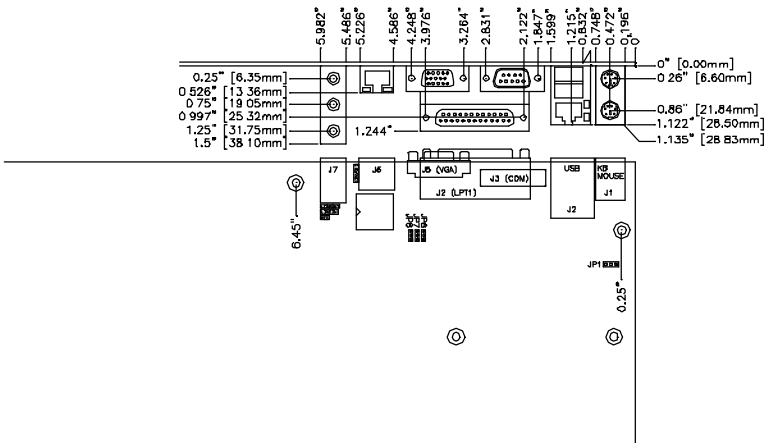 5.982"
5.486"
5.226"
4.586"
4.248"
3.976"
3.264"
2.831"
2.122"
1.847"
1.599"
1.215"
0.832"
0.748"
0.472"
0.196"
0"
0" [0.00mm]
0.25" [6.35mm]
0 26" [6.60mm]
0 526" [13 36mm]
0 75" [19 05mm]
0 997" [25 32mm]
0.86" [21.84mm]
1.25" [31.75mm]
1.244"
1.122" [28.50mm]
1.5" [38 10mm]
1.135" [28 83mm]
J7
J6
J5 (VGA)
J3 (COM)
J2 (LPT1)
USB
J2
KB
MOUSE
J1
6.45"
JP8
JP7
JP6
JP1
0.25"